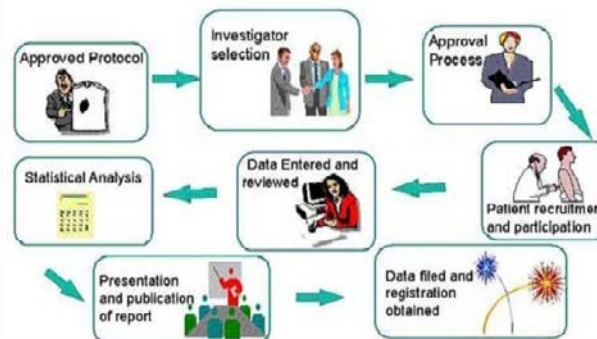 Approved Protocol
Investigator
selection
Approval
Process
Patient recruitment
and participation
Data Entered and
reviewed
Statistical Analysis
Presentation
and publication
of report
Data filed and
registration
obtained